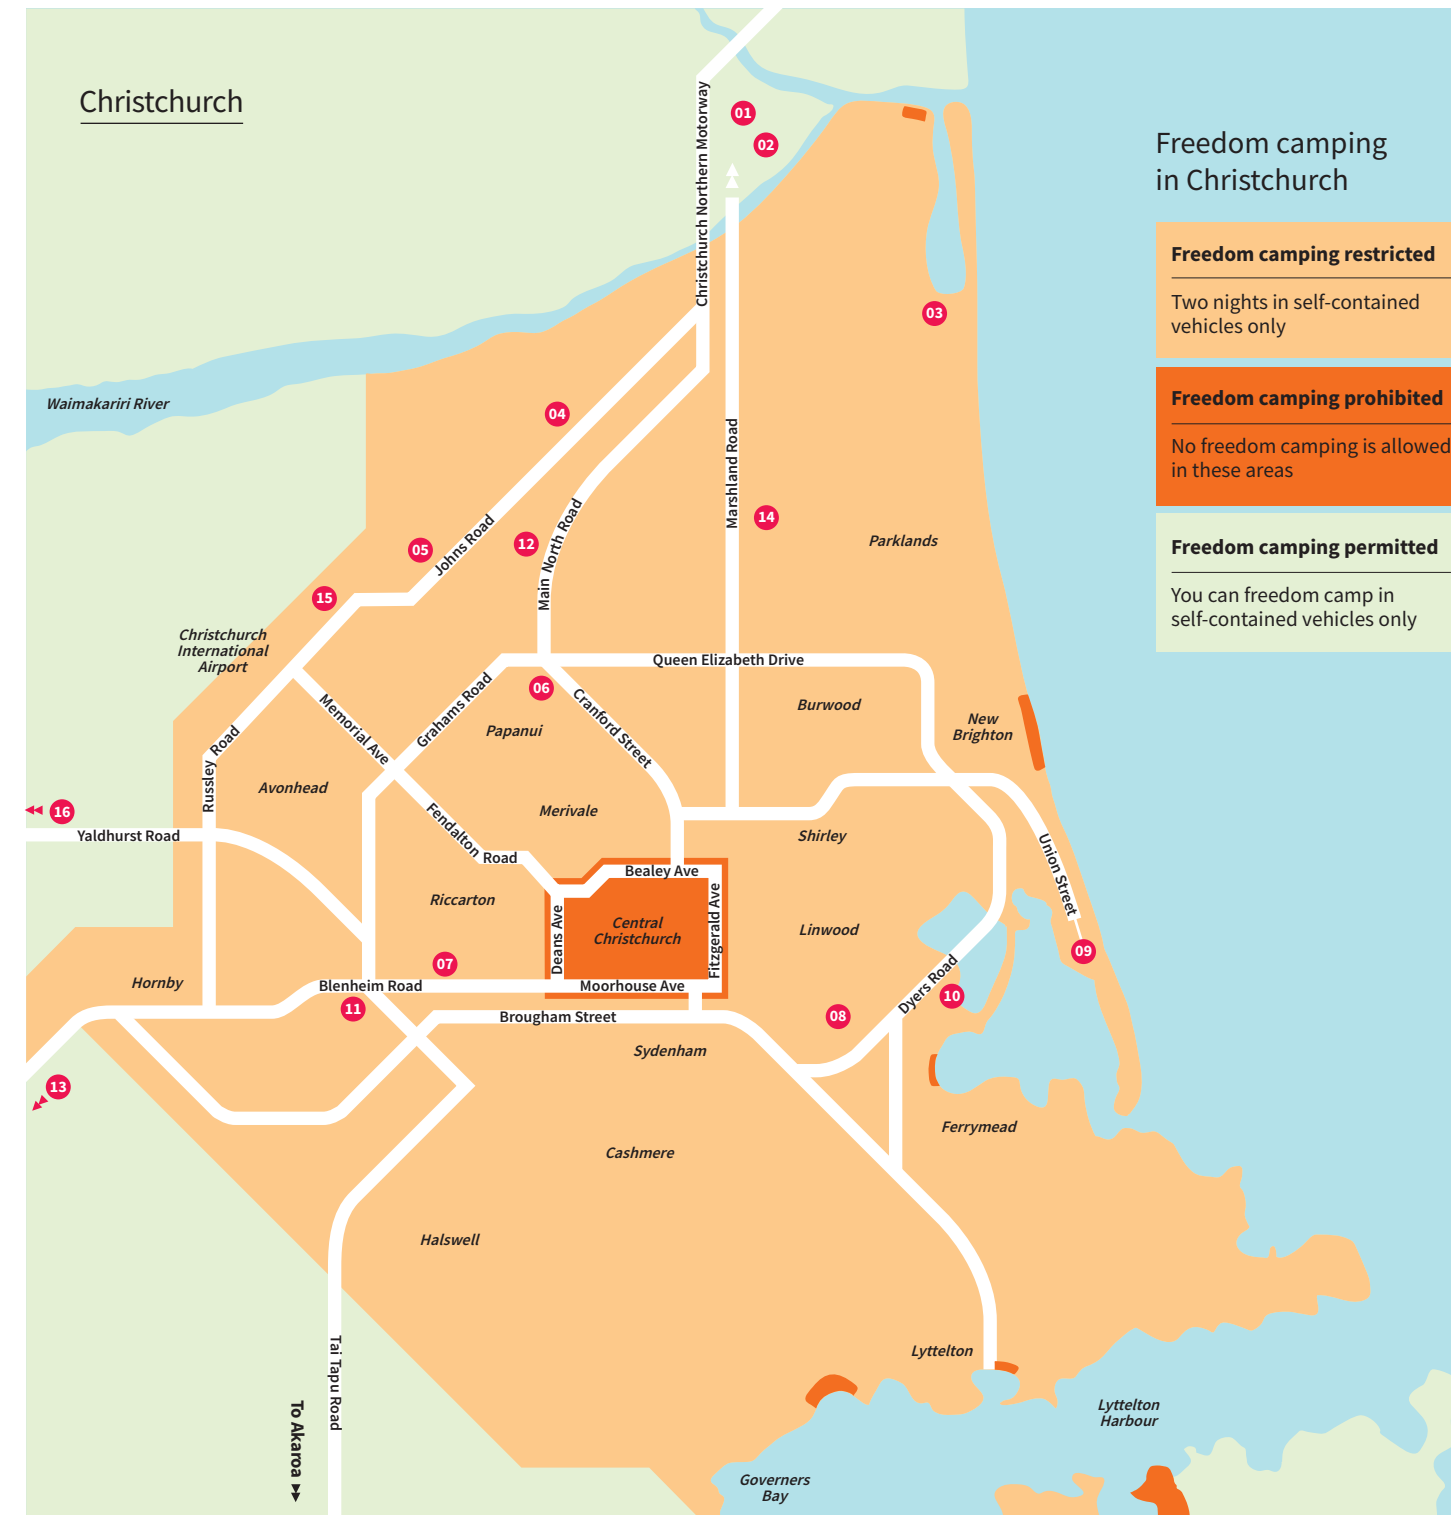 Christchurch
Freedom camping
in Christchurch
Freedom camping restricted
Two nights in self-contained
vehicles only
Freedom camping prohibited
No freedom camping is allowed
in these areas
Freedom camping permitted
You can freedom camp in
self-contained vehicles only
01
02
Christchurch Northern Motorway
03
Waimakariri River
04
Marshland Road
14
Parklands
Main North Road
12
05
Johns Road
15
Christchurch
International
Airport
Queen Elizabeth Drive
06
Grahams Road
Cranford Street
Memorial Ave
Papanui
Burwood
New
Brighton
Russley Road
Avonhead
16
Yaldhurst Road
Merivale
Fendalton Road
Shirley
Union Street
Bealey Ave
Riccarton
Deans Ave
Central
Christchurch
Fitzgerald Ave
Linwood
09
07
Hornby
Blenheim Road
Moorhouse Ave
Dyers Road
10
11
Brougham Street
08
Sydenham
13
Ferrymead
Cashmere
Halswell
Tai Tapu Road
To Akaroa
Lyttelton
Lyttelton
Harbour
Governers
Bay